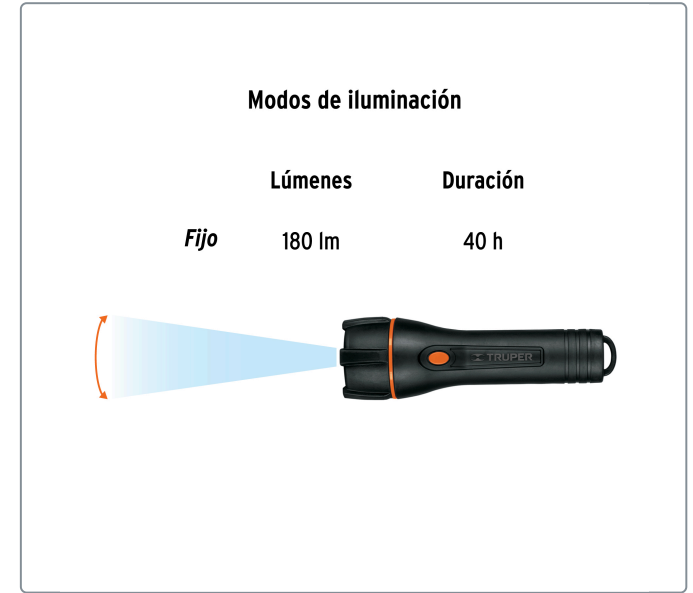 Modos de iluminación
Lúmenes Duración
Fijo 180 lm 40 h
TRUPER